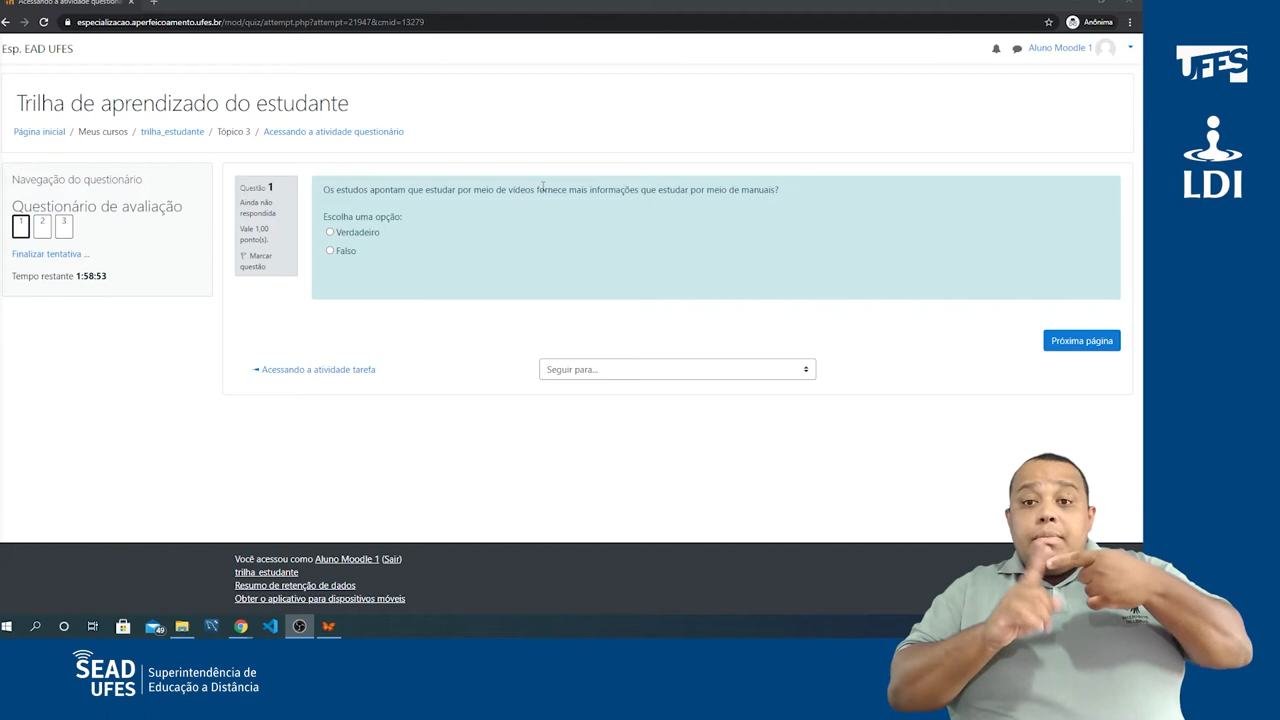 Acessando a atividade questionári
especializacao.aperfeicoamento.ufes.br/mod/quiz/attempt.php?attempt=21947&cmid=13279
Anônima
Esp. EAD UFES
Aluno Moodle 1
Trilha de aprendizado do estudante
Página inicial / Meus cursos / trilha_estudante / Tópico 3 / Acessando a atividade questionário
Navegação do questionário
Questionário de avaliação
1 2 3
Finalizar tentativa ...
Tempo restante 1:58:53
Questão 1
Ainda não
respondida
Vale 1,00
ponto(s).
Marcar
questão
Os estudos apontam que estudar por meio de vídeos fornece mais informações que estudar por meio de manuais?
Escolha uma opção:
Verdadeiro
Falso
Próxima página
Acessando a atividade tarefa
Seguir para...
Você acessou como Aluno Moodle 1 (Sair)
trilha_estudante
Resumo de retenção de dados
Obter o aplicativo para dispositivos móveis
49
UFES
LDI
SEAD
UFES
Superintendência de
Educação a Distância